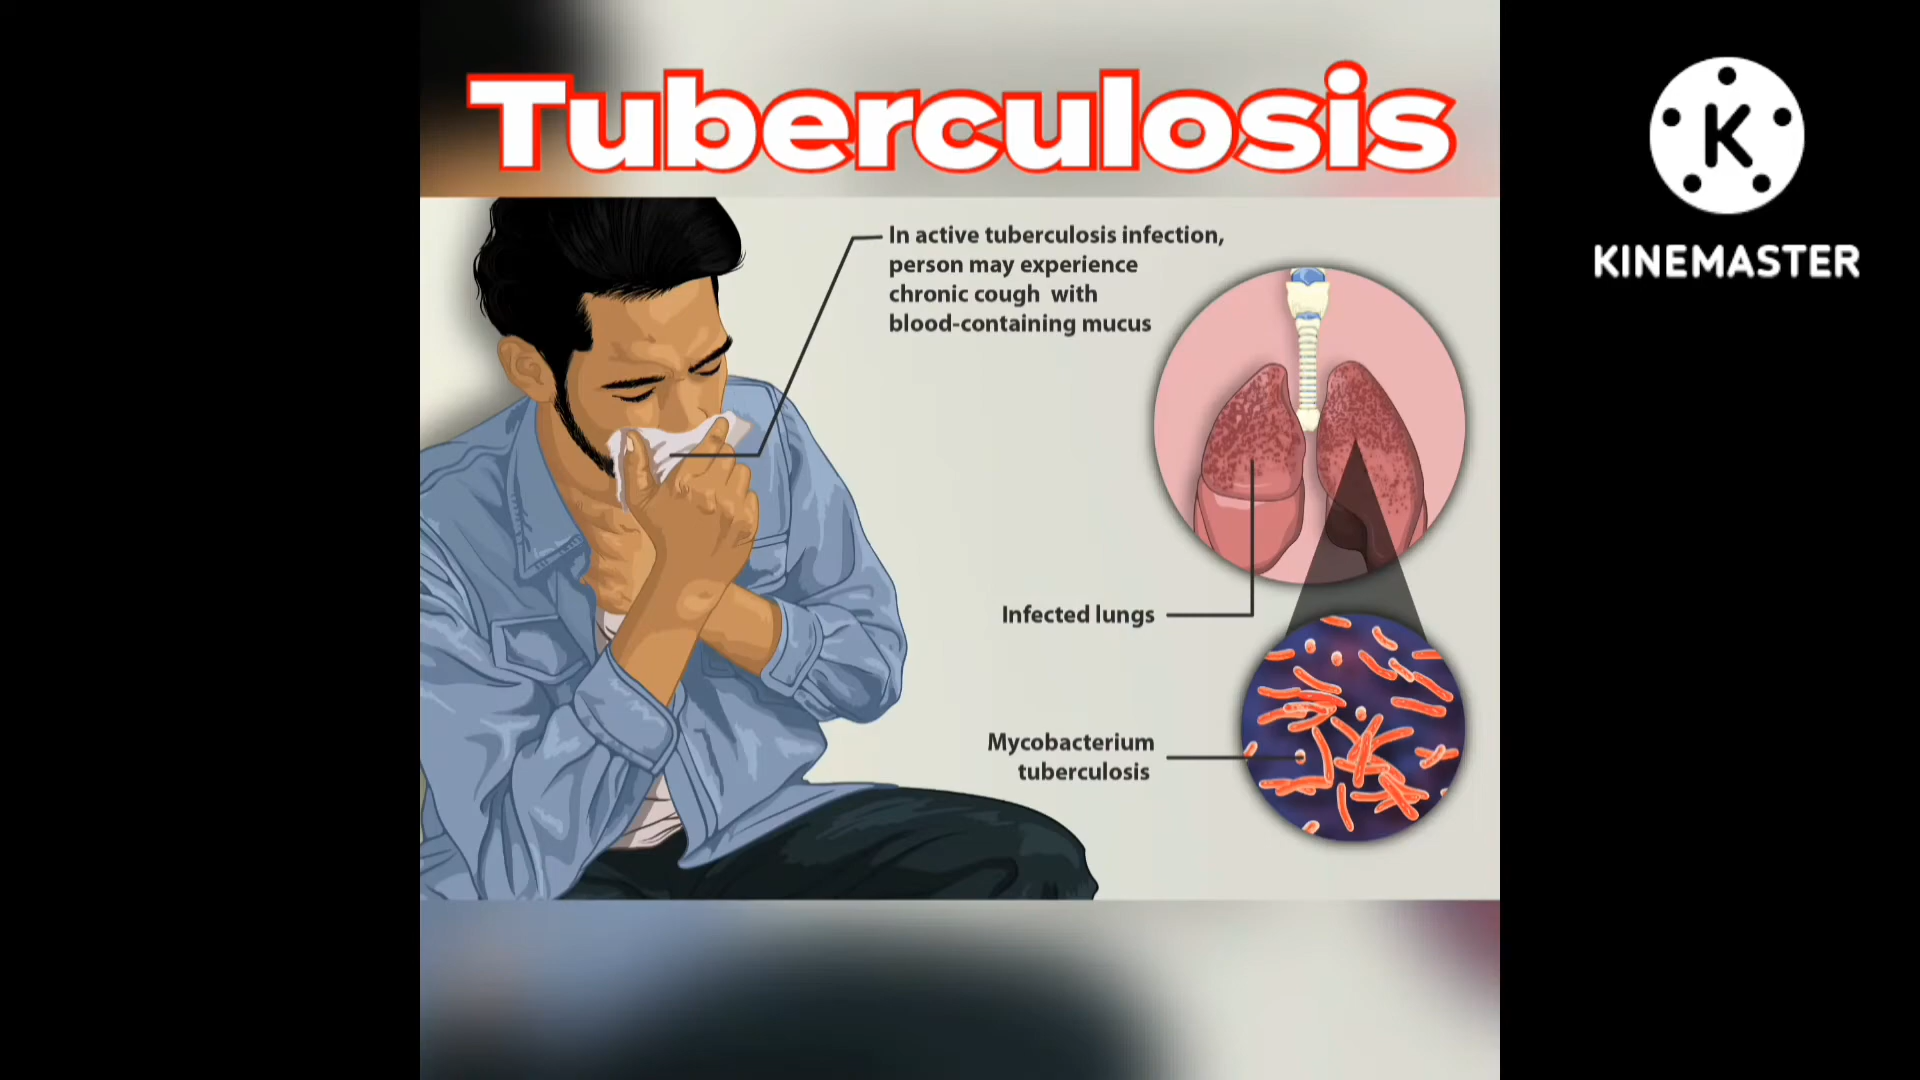 Tuberculosis
In active tuberculosis infection,
person may experience
chronic cough with
blood-containing mucus
Infected lungs
Mycobacterium
tuberculosis
K
KINEMASTER